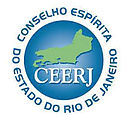 CONSELHO ESPÍRITA
CEERJ
DO ESTADO DO RIO DE JANEIRO